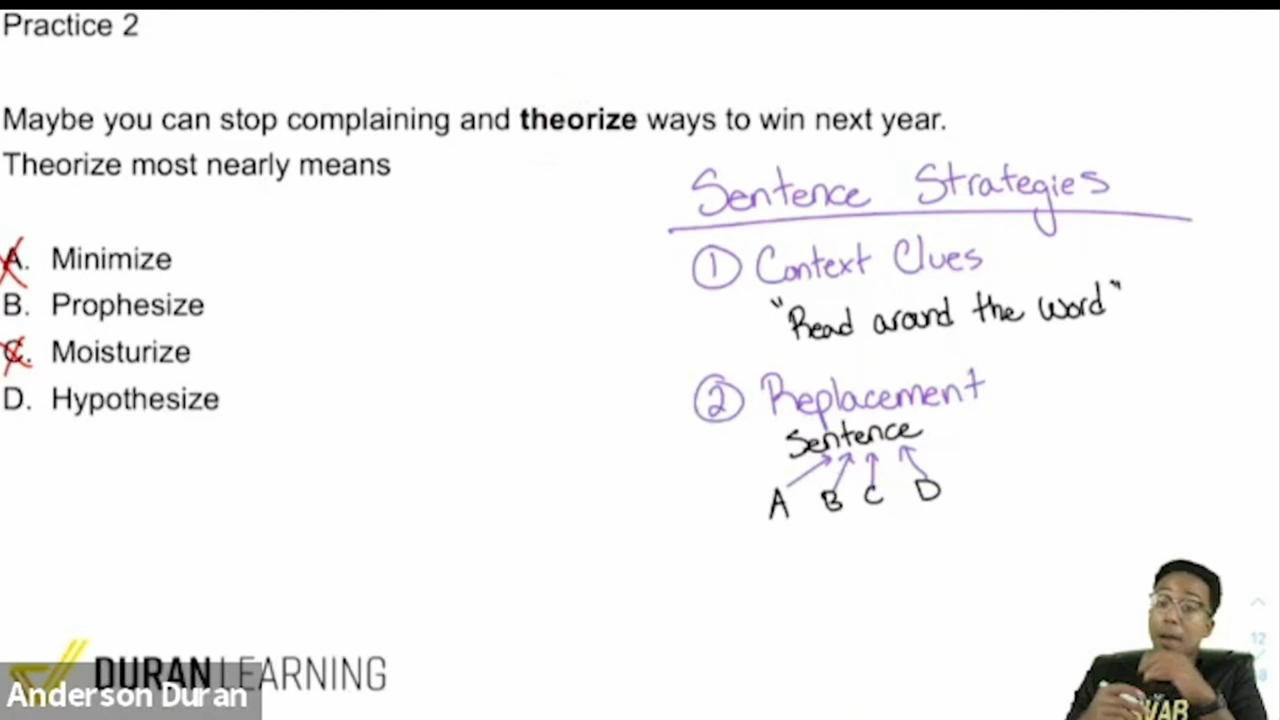 Practice 2
Maybe you can stop complaining and theorize ways to win next year.
Theorize most nearly means
A. Minimize
B. Prophesize
C. Moisturize
D. Hypothesize
Sentence Strategies
1 Context Clues
"Read around the word"
2 Replacement
Sentence
A B C D
DURAN LEARNING
Anderson Duran
12